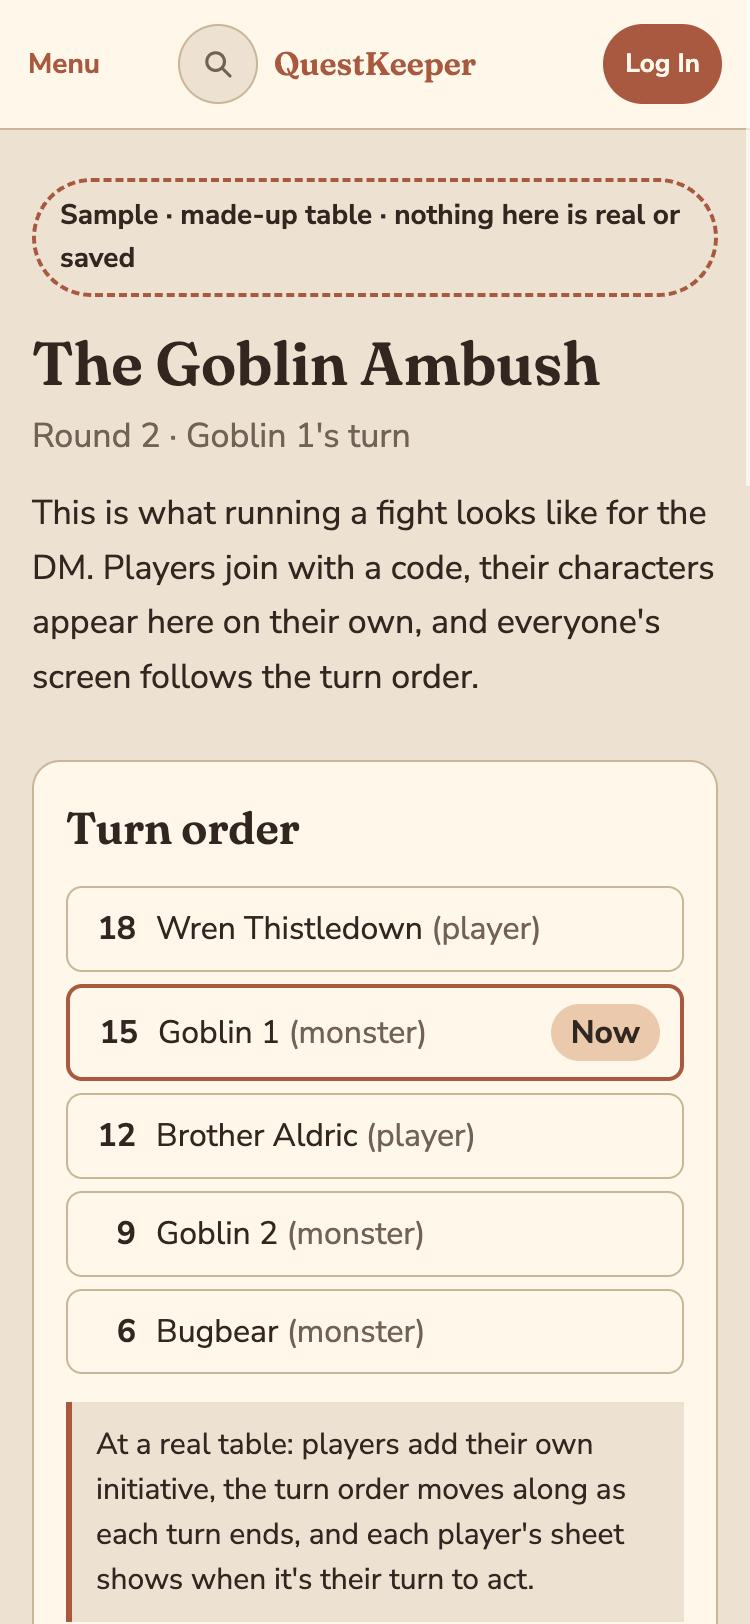 Menu
QuestKeeper
Log In
Sample · made-up table · nothing here is real or
saved
The Goblin Ambush
Round 2 · Goblin 1's turn
This is what running a fight looks like for the
DM. Players join with a code, their characters
appear here on their own, and everyone's
screen follows the turn order.
Turn order
18 Wren Thistledown (player)
15 Goblin 1 (monster) Now
12 Brother Aldric (player)
9 Goblin 2 (monster)
6 Bugbear (monster)
At a real table: players add their own
initiative, the turn order moves along as
each turn ends, and each player's sheet
shows when it's their turn to act.